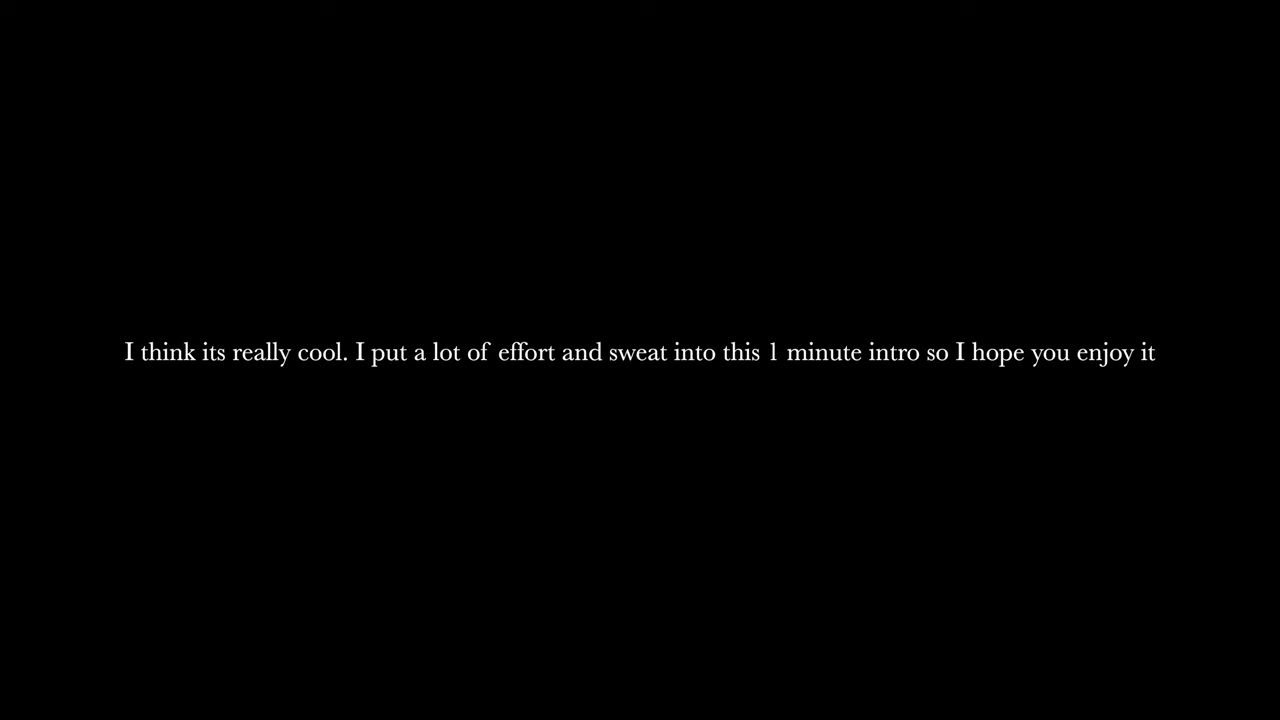 I think its really cool. I put a lot of effort and sweat into this 1 minute intro so I hope you enjoy it